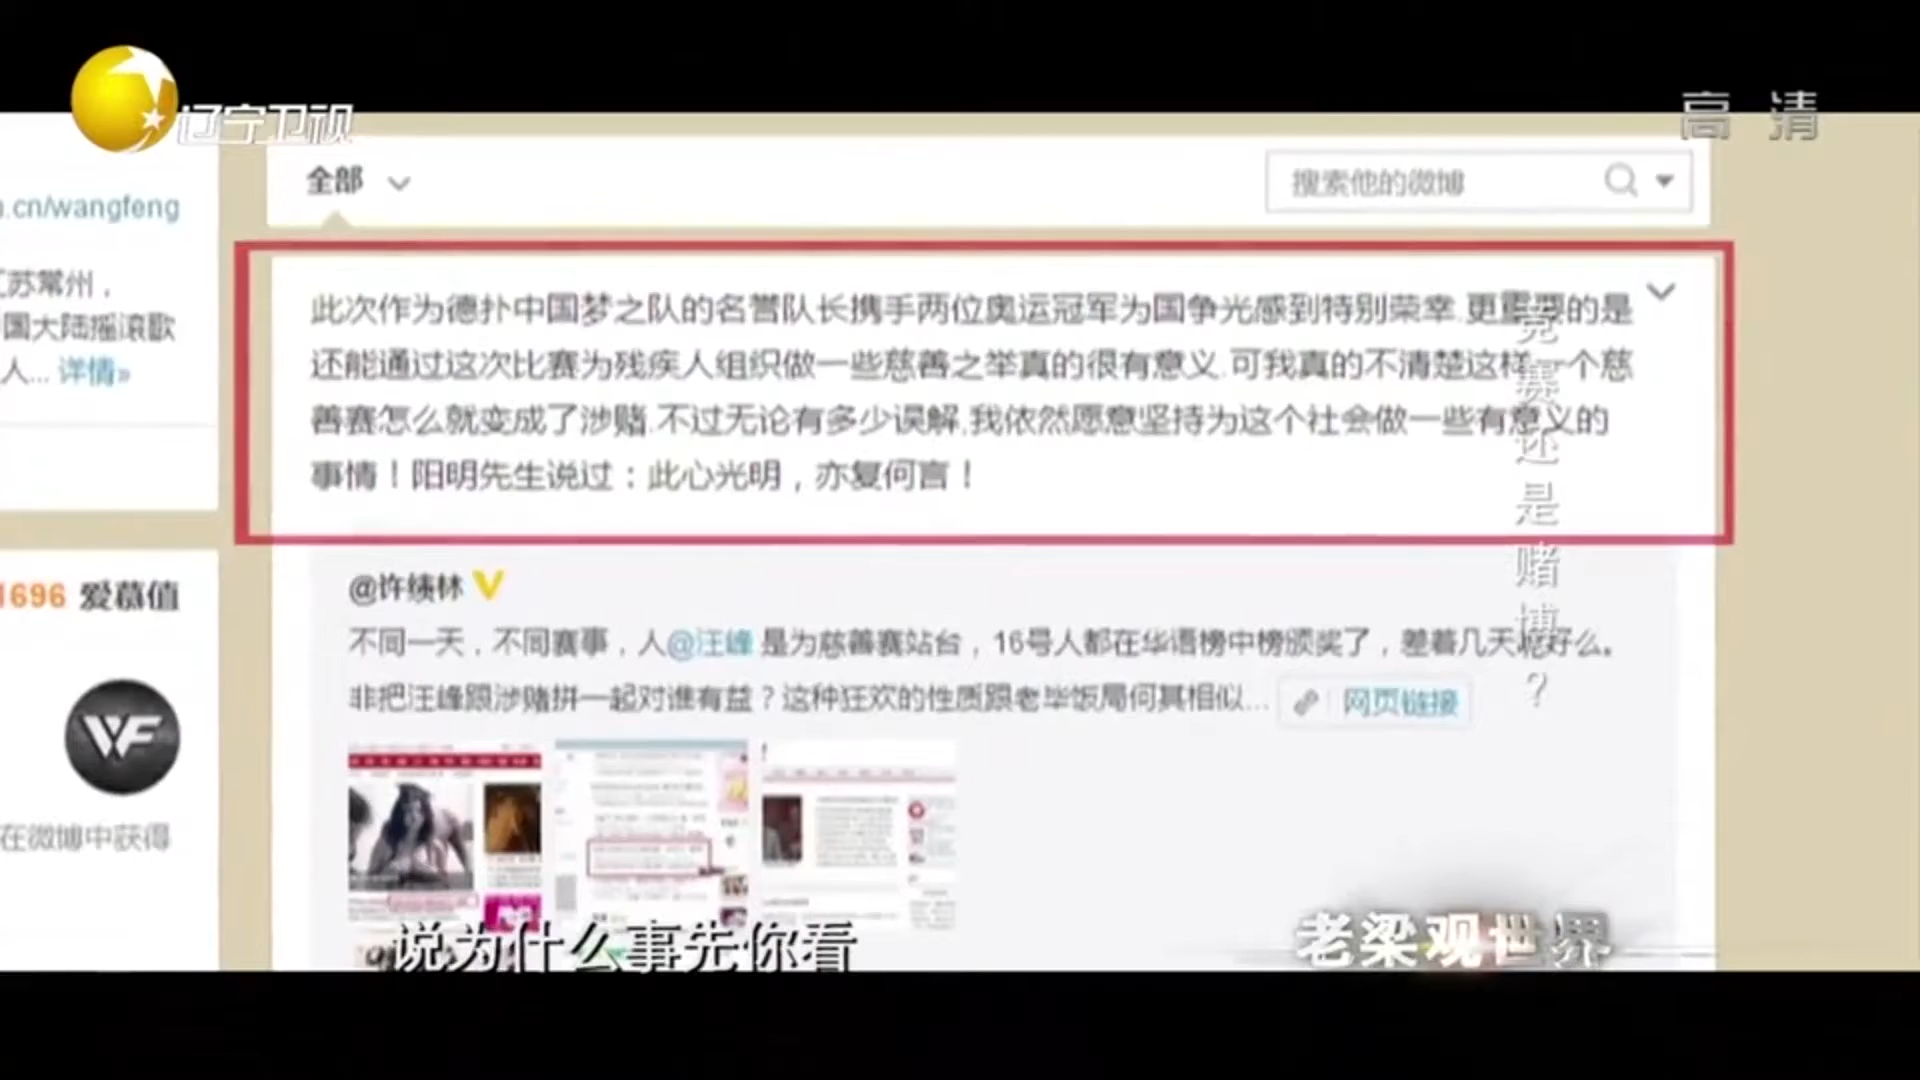 辽宁卫视
高 清
全部
搜索他的微博
.cn/wangfeng
江苏常州，
国大陆摇滚歌
人... 详情»
此次作为德扑中国梦之队的名誉队长携手两位奥运冠军为国争光感到特别荣幸.更重要的是
还能通过这次比赛为残疾人组织做一些慈善之举真的很有意义.可我真的不清楚这样一个慈
善赛怎么就变成了涉赌.不过无论有多少误解,我依然愿意坚持为这个社会做一些有意义的
事情！阳明先生说过：此心光明，亦复何言！
竞赛还是赌博？
1696 爱慕值
WF
在微博中获得
@许绩林
不同一天，不同赛事，人@汪峰 是为慈善赛站台，16号人都在华语榜中榜颁奖了，差着几天呢好么。
非把汪峰跟涉赌拼一起对谁有益？这种狂欢的性质跟老毕饭局何其相似... 网页链接
说为什么事先你看
老梁观世界